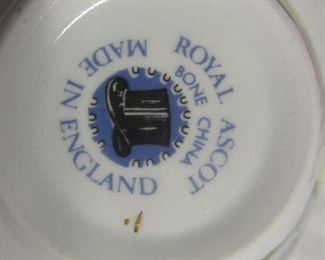 ROYAL ASCOT
BONE CHINA
MADE IN ENGLAND